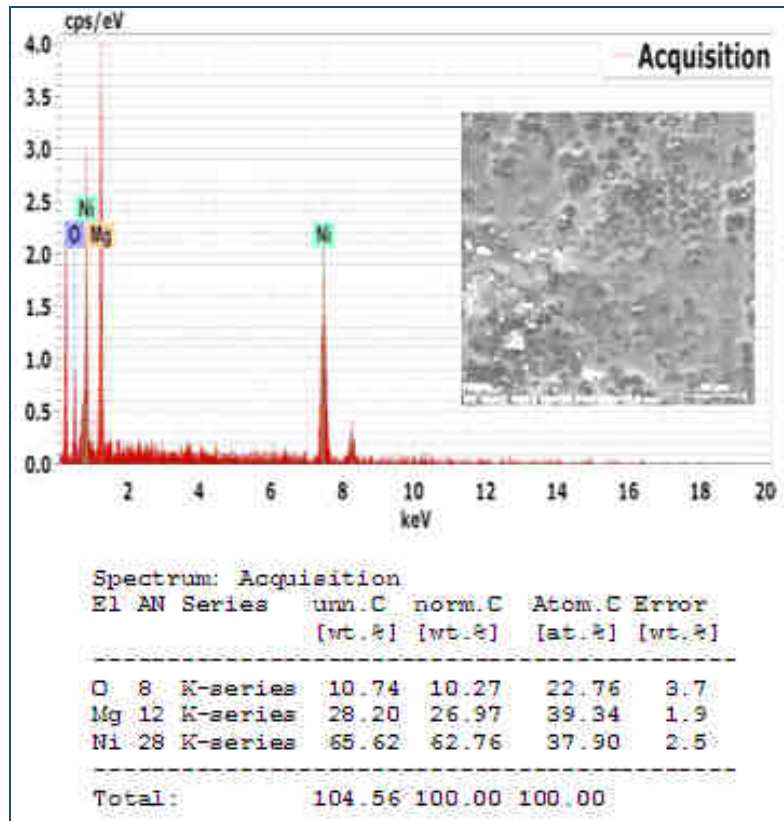 cps/eV
Acquisition
4.0
3.5
3.0
2.5
2.0
1.5
1.0
0.5
0.0
Ni
O Mg Ni
2 4 6 8 10 12 14 16 18 20
keV
Spectrum: Acquisition
El AN Series unn.C norm.C Atom.C Error
[wt.%] [wt.%] [at.%] [wt.%]
O 8 K-series 10.74 10.27 22.76 3.7
Mg 12 K-series 28.20 26.97 39.34 1.9
Ni 28 K-series 65.62 62.76 37.90 2.5
Total: 104.56 100.00 100.00